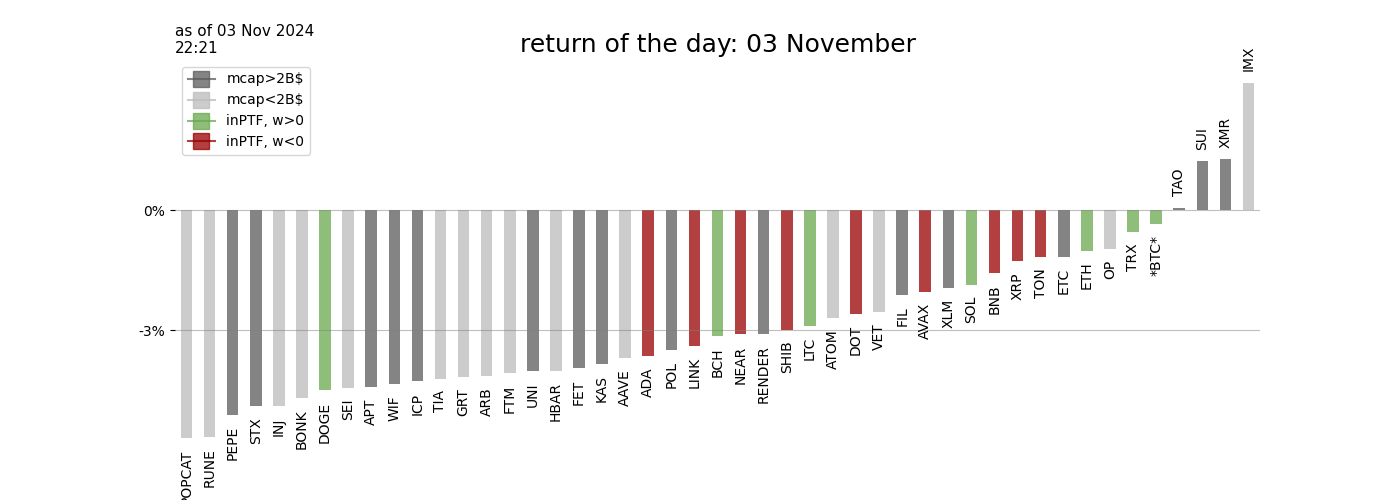 as of 03 Nov 2024
22:21
return of the day: 03 November
mcap>2B$
mcap<2B$
inPTF, w>0
inPTF, w<0
0%
-3%
RUNE
PEPE
STX
INJ
BONK
DOGE
SEI
APT
WIF
ICP
TIA
GRT
ARB
FTM
UNI
HBAR
FET
KAS
AAVE
ADA
POL
LINK
BCH
NEAR
RENDER
SHIB
LTC
ATOM
DOT
VET
FIL
AVAX
XLM
SOL
BNB
XRP
TON
ETC
ETH
OP
TRX
*BTC*
TAO
SUI
XMR
IMX